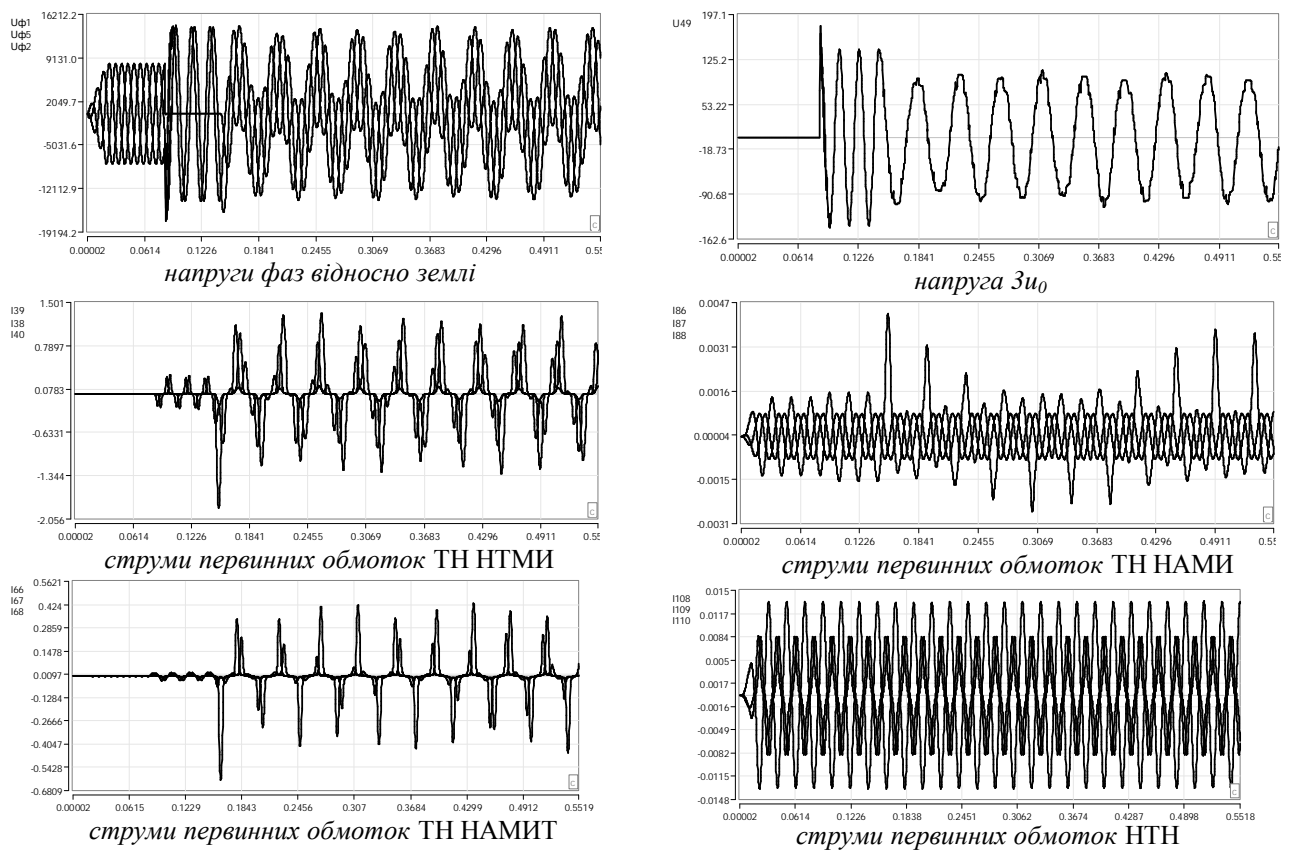 Uф1
Uф5
Uф2
16212.2
9131.0
2049.7
-5031.6
-12112.9
-19194.2
0.00002 0.0614 0.1226 0.1841 0.2455 0.3069 0.3683 0.4296 0.4911 0.55
c
напруги фаз відносно землі
U49
197.1
125.2
53.22
-18.73
-90.68
-162.6
0.00002 0.0614 0.1226 0.1841 0.2455 0.3069 0.3683 0.4296 0.4911 0.55
c
напруга 3u0
I39
I38
I40
1.501
0.7897
0.0783
-0.6331
-1.344
-2.056
0.00002 0.0614 0.1226 0.1841 0.2455 0.3069 0.3683 0.4296 0.4911 0.55
c
струми первинних обмоток ТН НТМИ
I86
I87
I88
0.0047
0.0031
0.0016
0.00004
-0.0015
-0.0031
0.00002 0.0614 0.1226 0.1841 0.2455 0.3069 0.3683 0.4296 0.4911 0.55
c
струми первинних обмоток ТН НАМИ
I66
I67
I68
0.5621
0.424
0.2859
0.1478
0.0097
-0.1284
-0.2666
-0.4047
-0.5428
-0.6809
0.00002 0.0615 0.1229 0.1843 0.2456 0.307 0.3684 0.4299 0.4912 0.5519
c
струми первинних обмоток ТН НАМИТ
I108
I109
I110
0.015
0.0117
0.0084
0.005
0.0017
-0.0016
-0.0049
-0.0082
-0.0115
-0.0148
0.00002 0.0614 0.1226 0.1838 0.2451 0.3062 0.3674 0.4287 0.4898 0.5518
c
струми первинних обмоток НТН